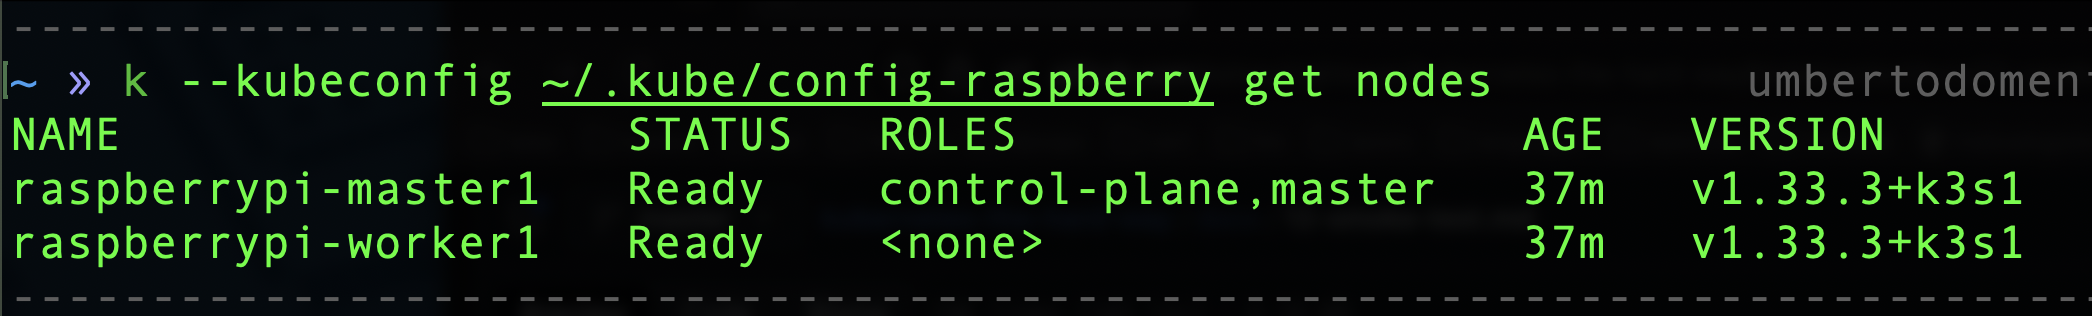 ~ » k --kubeconfig ~/.kube/config-raspberry get nodes umbertodomen
NAME STATUS ROLES AGE VERSION
raspberrypi-master1 Ready control-plane,master 37m v1.33.3+k3s1
raspberrypi-worker1 Ready <none> 37m v1.33.3+k3s1